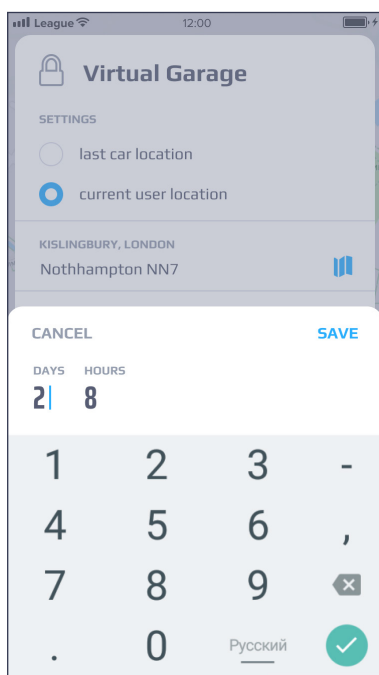 League 12:00
Virtual Garage
SETTINGS
last car location
current user location
KISLINGBURY, LONDON
Nothhampton NN7
CANCEL SAVE
DAYS HOURS
2 8
1 2 3 -
4 5 6 ,
7 8 9
. 0 Русский